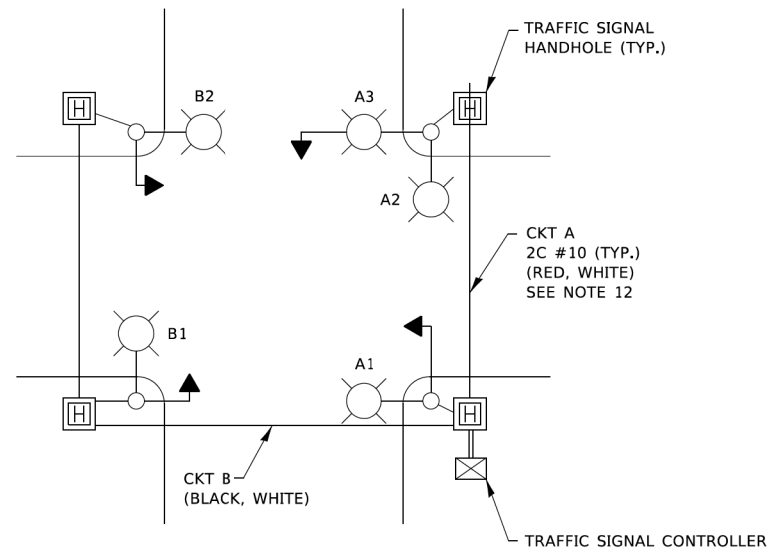 TRAFFIC SIGNAL
HANDHOLE (TYP.)
B2
A3
H
H
A2
CKT A
2C #10 (TYP.)
(RED, WHITE)
SEE NOTE 12
B1
A1
H
H
CKT B
(BLACK, WHITE)
TRAFFIC SIGNAL CONTROLLER